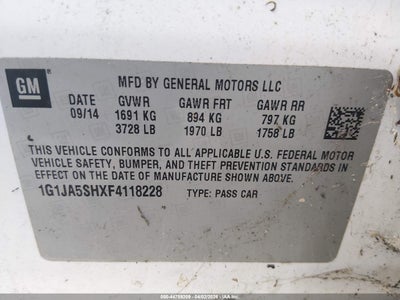 GM
MFD BY GENERAL MOTORS LLC
DATE GVWR GAWR FRT GAWR RR
09/14 1691 KG 894 KG 797 KG
3728 LB 1970 LB 1758 LB
THIS VEHICLE CONFORMS TO ALL APPLICABLE U.S. FEDERAL MOTOR
VEHICLE SAFETY, BUMPER, AND THEFT PREVENTION STANDARDS IN
EFFECT ON THE DATE OF MANUFACTURE SHOWN ABOVE.
1G1JA5SHXF4118228 TYPE: PASS CAR